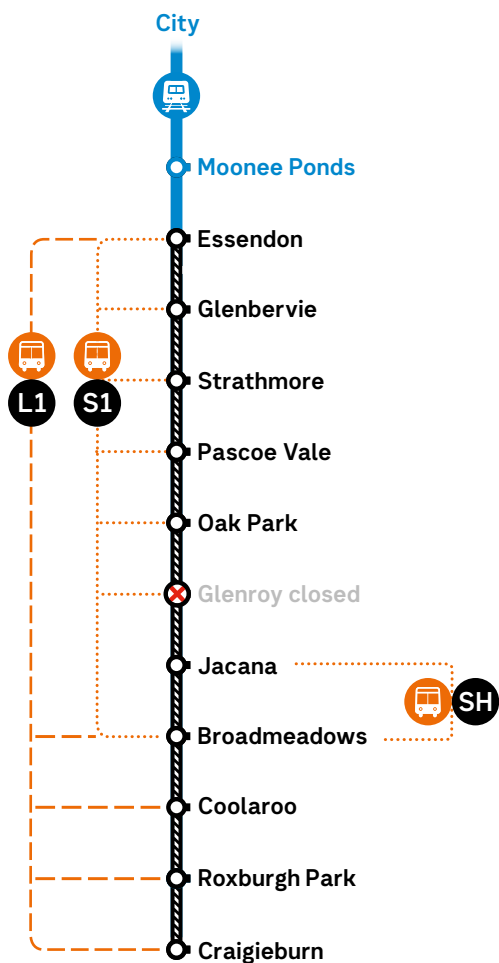 City
Moonee Ponds
Essendon
Glenbervie
L1
S1
Strathmore
Pascoe Vale
Oak Park
Glenroy closed
Jacana
SH
Broadmeadows
Coolaroo
Roxburgh Park
Craigieburn